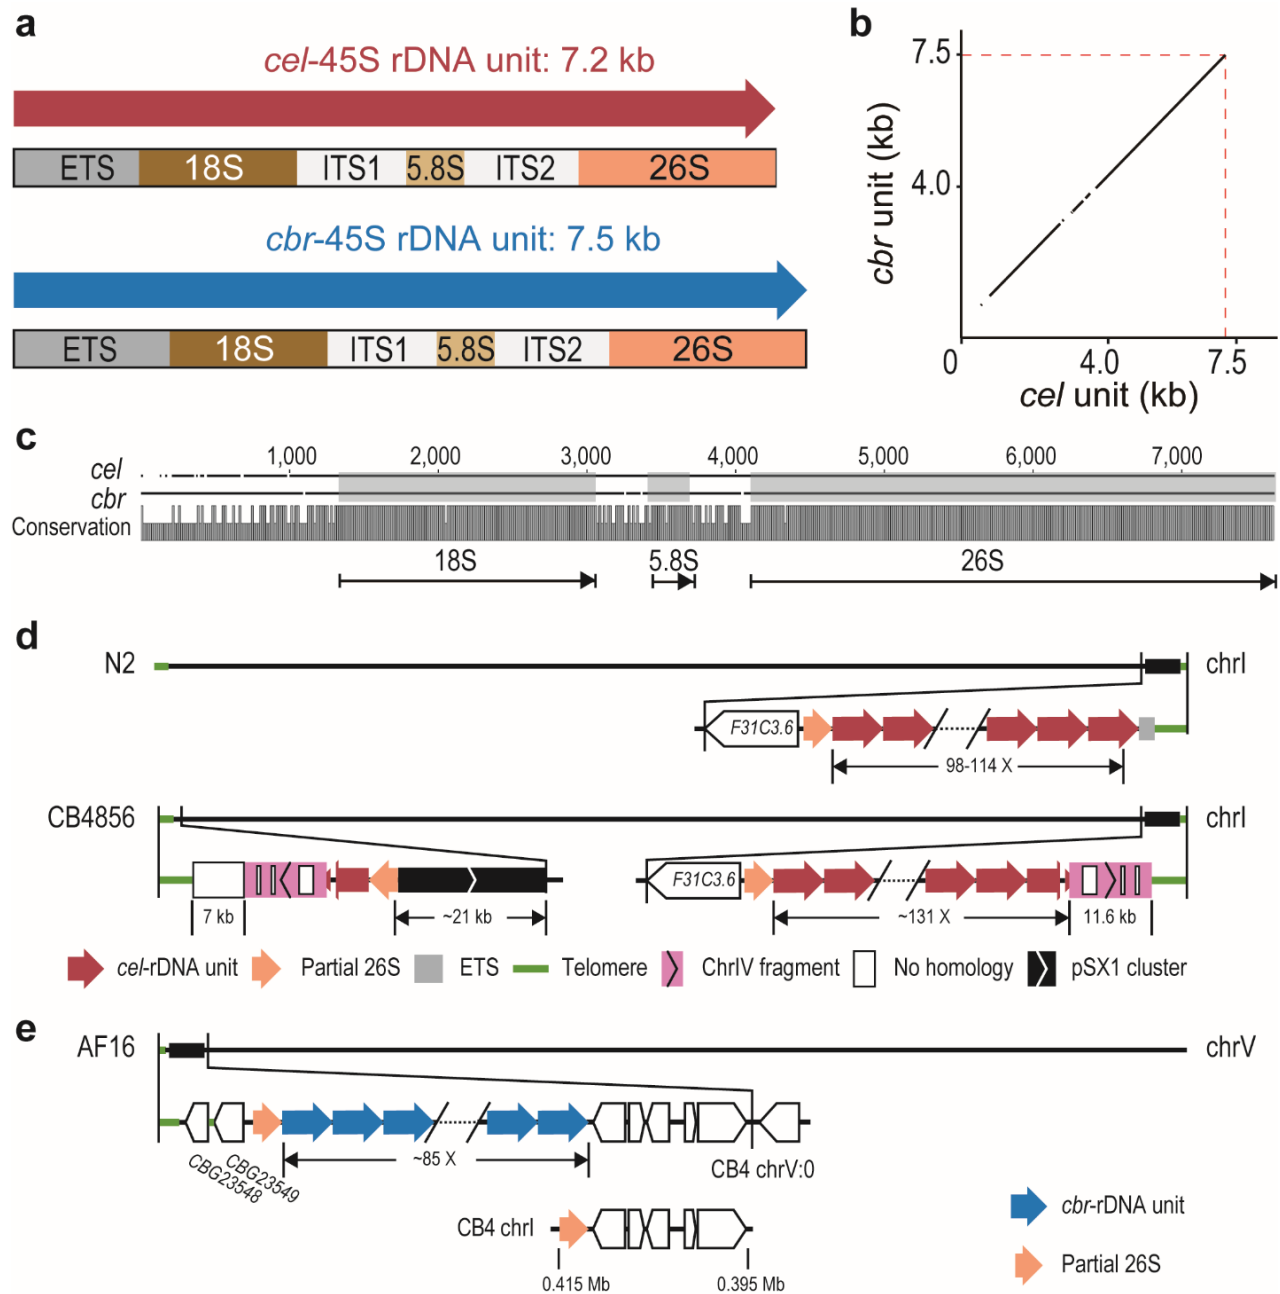 a
cel-45S rDNA unit: 7.2 kb
ETS 18S ITS1 5.8S ITS2 26S
cbr-45S rDNA unit: 7.5 kb
ETS 18S ITS1 5.8S ITS2 26S
b
7.5
4.0
cbr unit (kb)
0 4.0 7.5
cel unit (kb)
c
1,000 2,000 3,000 4,000 5,000 6,000 7,000
cel
cbr
Conservation
18S 5.8S 26S
d
N2 chrI
F31C3.6
98-114 X
CB4856 chrI
F31C3.6
7 kb ~21 kb ~131 X 11.6 kb
cel-rDNA unit Partial 26S ETS Telomere ChrIV fragment No homology pSX1 cluster
e
AF16 chrV
~85 X
CBG23548
CBG23549
CB4 chrV:0
CB4 chrI
0.415 Mb 0.395 Mb
cbr-rDNA unit
Partial 26S